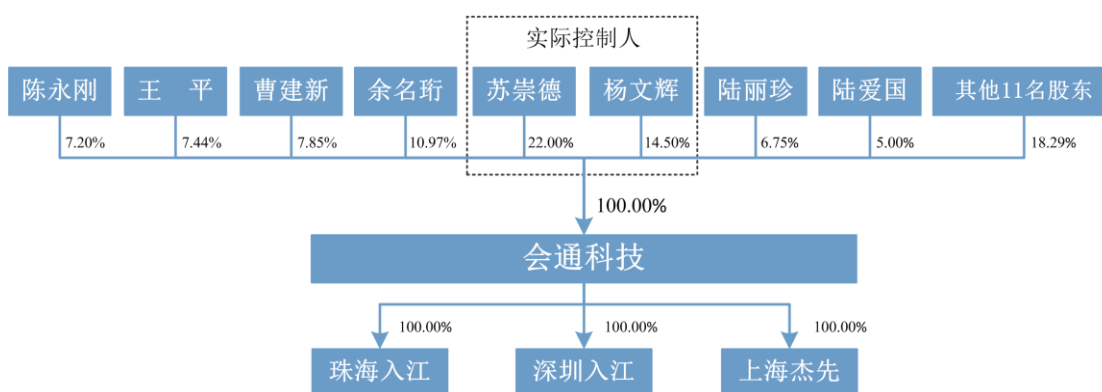 实际控制人
陈永刚 王 平 曹建新 余名珩 苏崇德 杨文辉 陆丽珍 陆爱国 其他11名股东
7.20% 7.44% 7.85% 10.97% 22.00% 14.50% 6.75% 5.00% 18.29%
100.00%
会通科技
100.00% 100.00% 100.00%
珠海入江 深圳入江 上海杰先